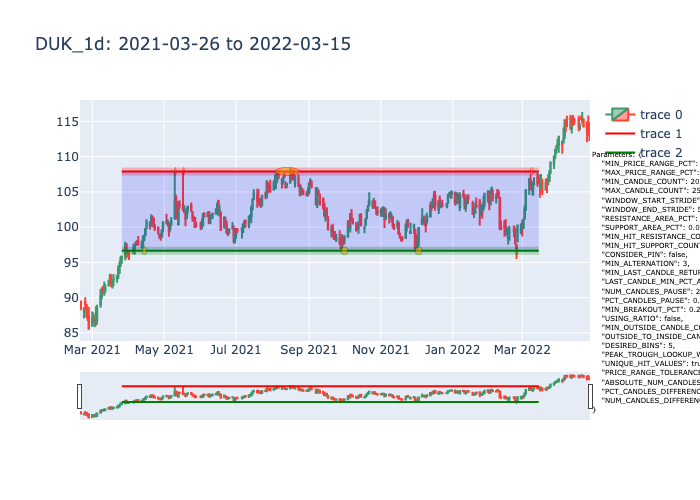 DUK_1d: 2021-03-26 to 2022-03-15
115
110
105
100
95
90
85
Mar 2021 May 2021 Jul 2021 Sep 2021 Nov 2021 Jan 2022 Mar 2022
trace 0
trace 1
trace 2
Parameters: {
"MIN_PRICE_RANGE_PCT":
"MAX_PRICE_RANGE_PCT":
"MIN_CANDLE_COUNT": 20
"MAX_CANDLE_COUNT": 25
"WINDOW_START_STRIDE"
"WINDOW_END_STRIDE":
"RESISTANCE_AREA_PCT":
"SUPPORT_AREA_PCT": 0.0
"MIN_HIT_RESISTANCE_CO
"MIN_HIT_SUPPORT_COUN
"CONSIDER_PIN": false,
"MIN_ALTERNATION": 3,
"MIN_LAST_CANDLE_RETU
"LAST_CANDLE_MIN_PCT_A
"NUM_CANDLES_PAUSE": 2
"PCT_CANDLES_PAUSE": 0.
"MIN_BREAKOUT_PCT": 0.2
"USING_RATIO": false,
"MIN_OUTSIDE_CANDLE_C
"OUTSIDE_TO_INSIDE_CAN
"DESIRED_BINS": 5,
"PEAK_TROUGH_LOOKUP_W
"UNIQUE_HIT_VALUES": tru
"PRICE_RANGE_TOLERANC
"ABSOLUTE_NUM_CANDLES
"PCT_CANDLES_DIFFERENC
"NUM_CANDLES_DIFFEREN
}